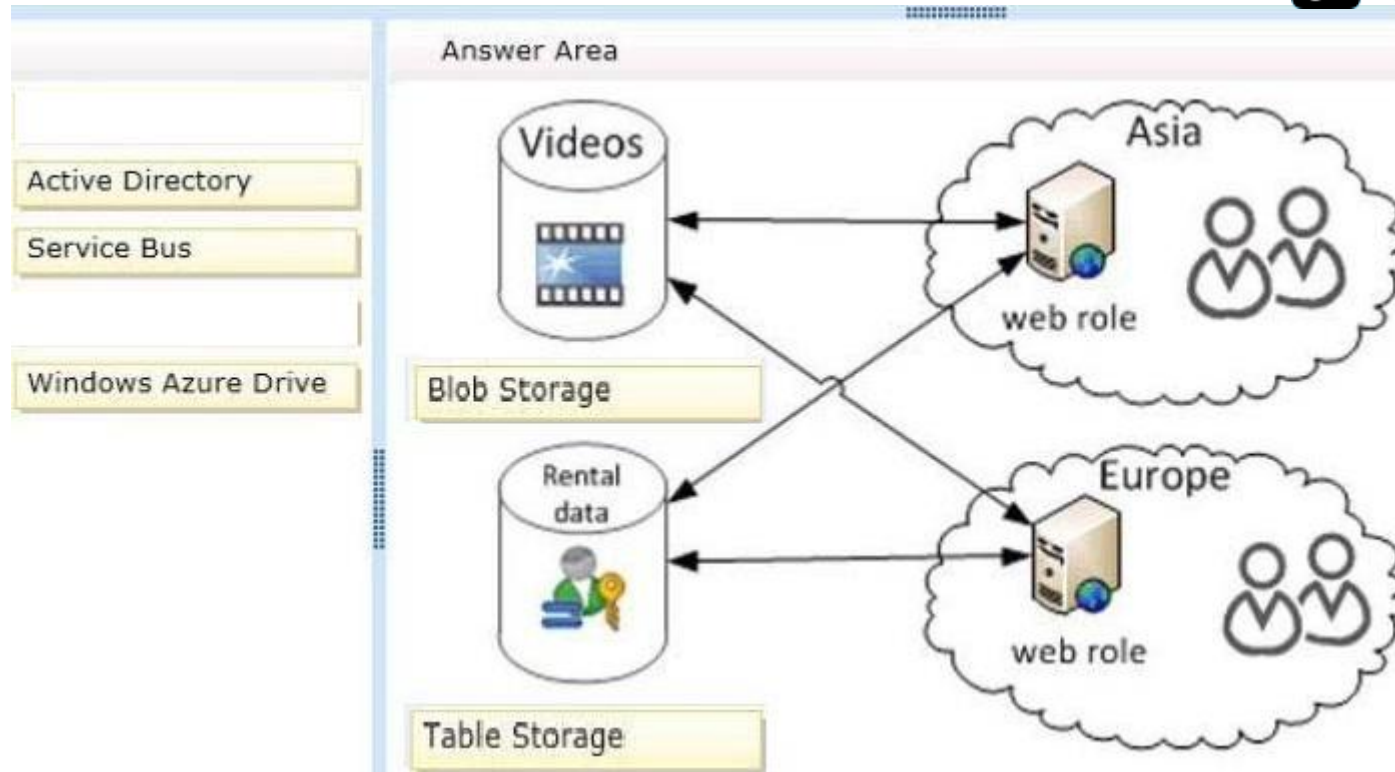 Answer Area
Active Directory
Service Bus
Windows Azure Drive
Videos
Blob Storage
Rental
data
Table Storage
Asia
web role
Europe
web role